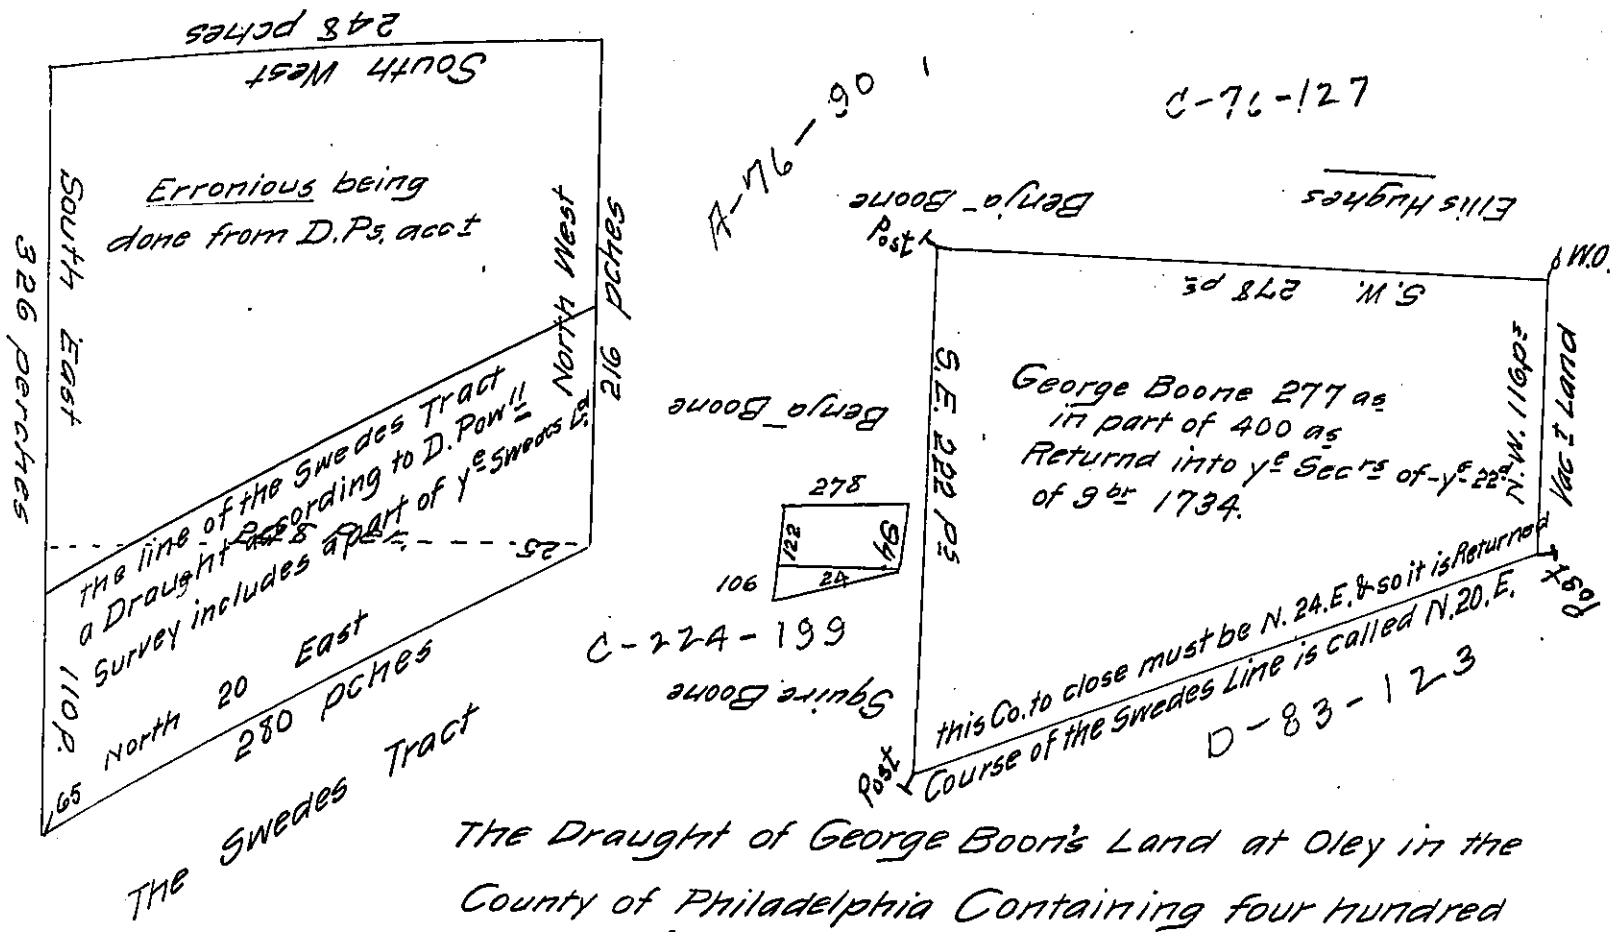 248 pches
South West
Erronious being
done from D.Ps. acct
South East
326 perches
North West
216 pches
The line of the Swedes Tract
a Draught according to D. Powll
Survey includes a part of ye Swedes Ld
248
25
110 p.
65
North 20 East
280 pches
The Swedes Tract
A-76-90
C-76-127
Benja Boone
Ellis Hughes
Post
W.O.
S.W. 278 ps
Benja Boone
S.E. 222 ps
George Boone 277 as
in part of 400 as
Returnd into ye Secrs of ye 22d
of 9br 1734.
N.W. 116 ps
Vact Land
278
122
94
106
24
C-224-199
Squire Boone
Post
Post
this Co. to close must be N. 24. E. & so it is Returned
Course of the Swedes Line is called N. 20. E.
D-83-123
The Draught of George Boon's Land at Oley in the
County of Philadelphia Containing four hundred